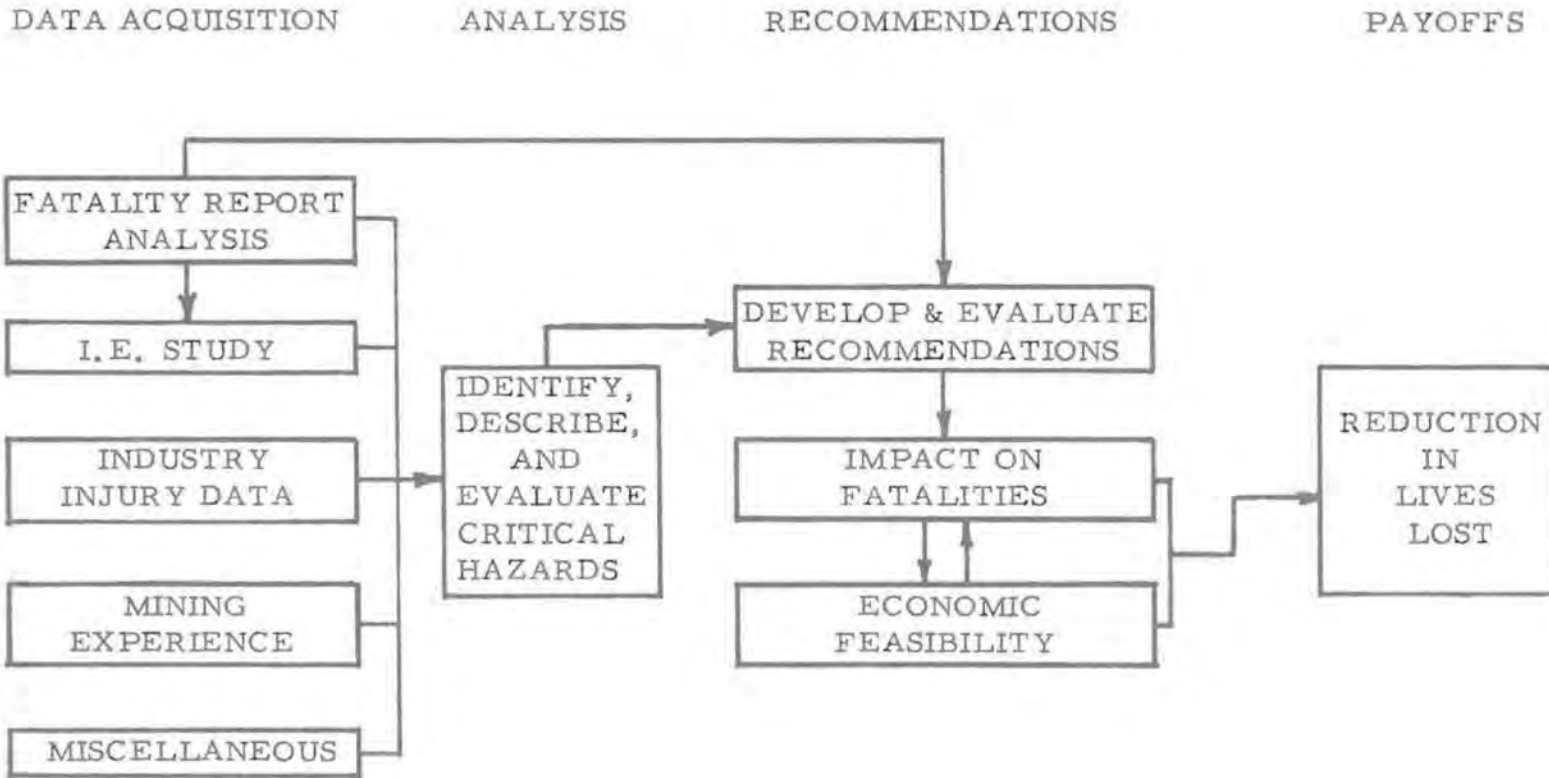 DATA ACQUISITION
ANALYSIS
RECOMMENDATIONS
PAYOFFS
FATALITY REPORT
ANALYSIS
I. E. STUDY
INDUSTRY
INJURY DATA
MINING
EXPERIENCE
MISCELLANEOUS
IDENTIFY,
DESCRIBE,
AND
EVALUATE
CRITICAL
HAZARDS
DEVELOP & EVALUATE
RECOMMENDATIONS
IMPACT ON
FATALITIES
ECONOMIC
FEASIBILITY
REDUCTION
IN
LIVES
LOST